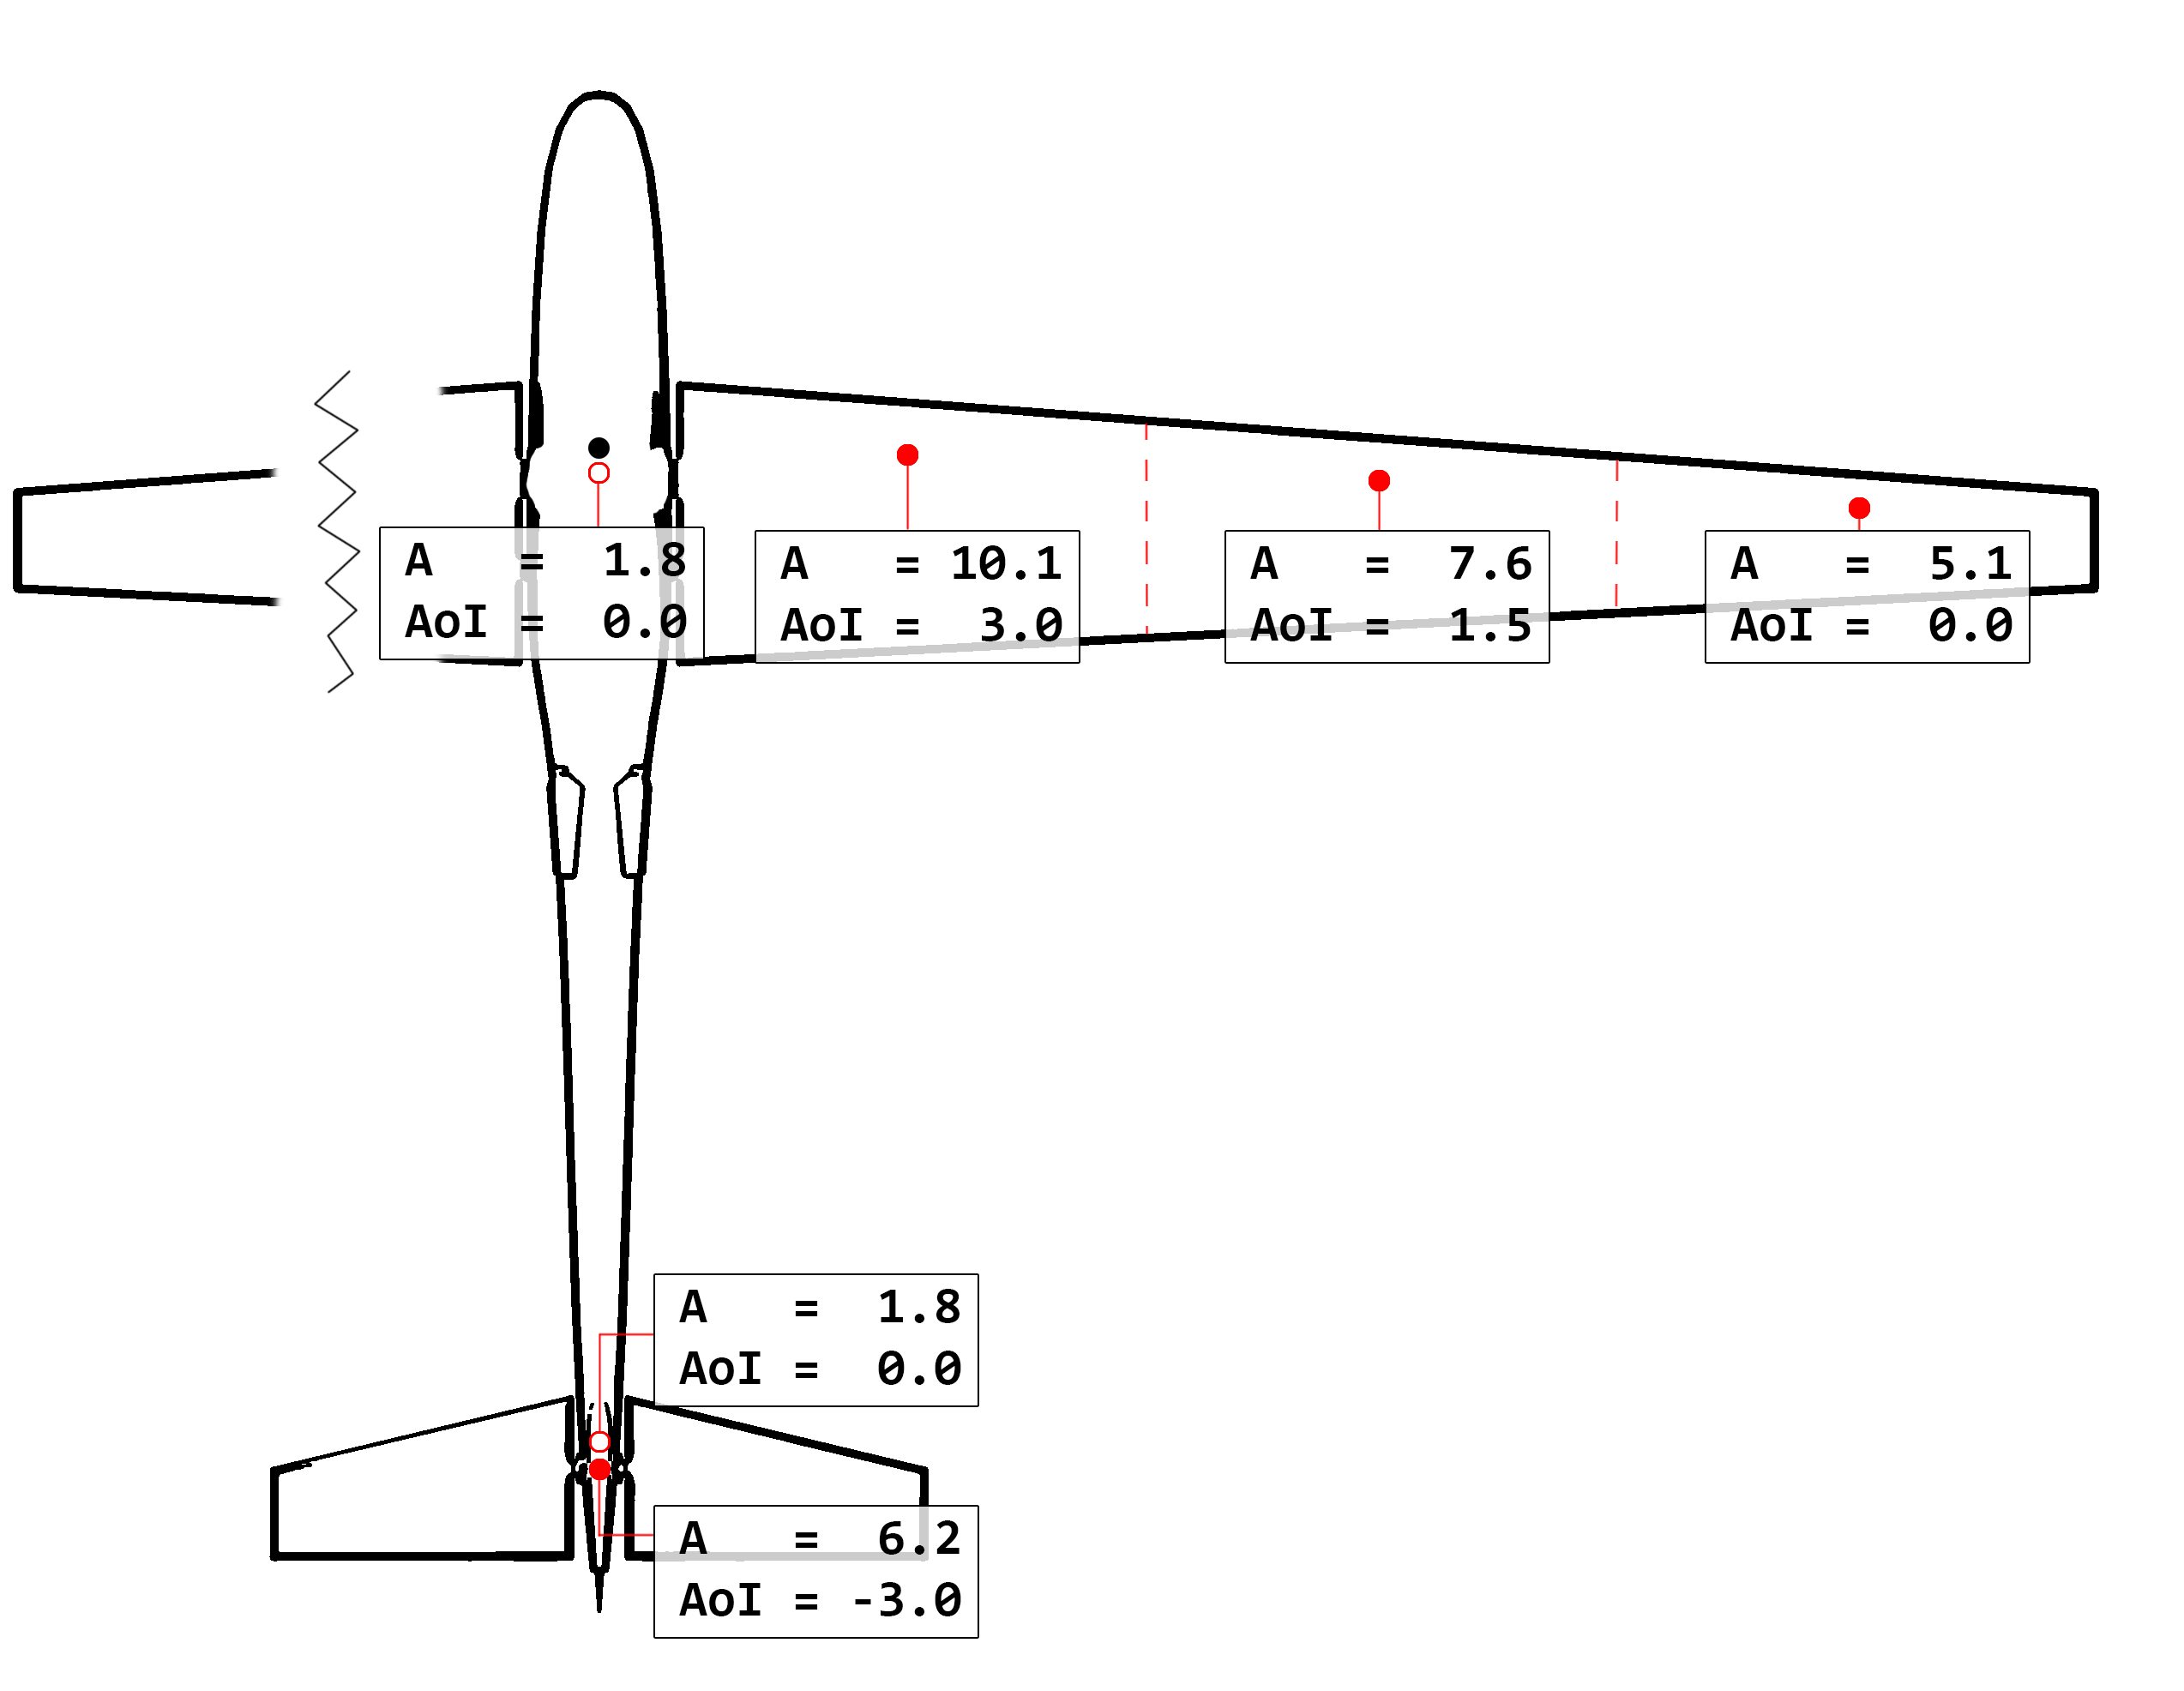 A = 1.8
AoI = 0.0
A = 10.1
AoI = 3.0
A = 7.6
AoI = 1.5
A = 5.1
AoI = 0.0
A = 1.8
AoI = 0.0
A = 6.2
AoI = -3.0